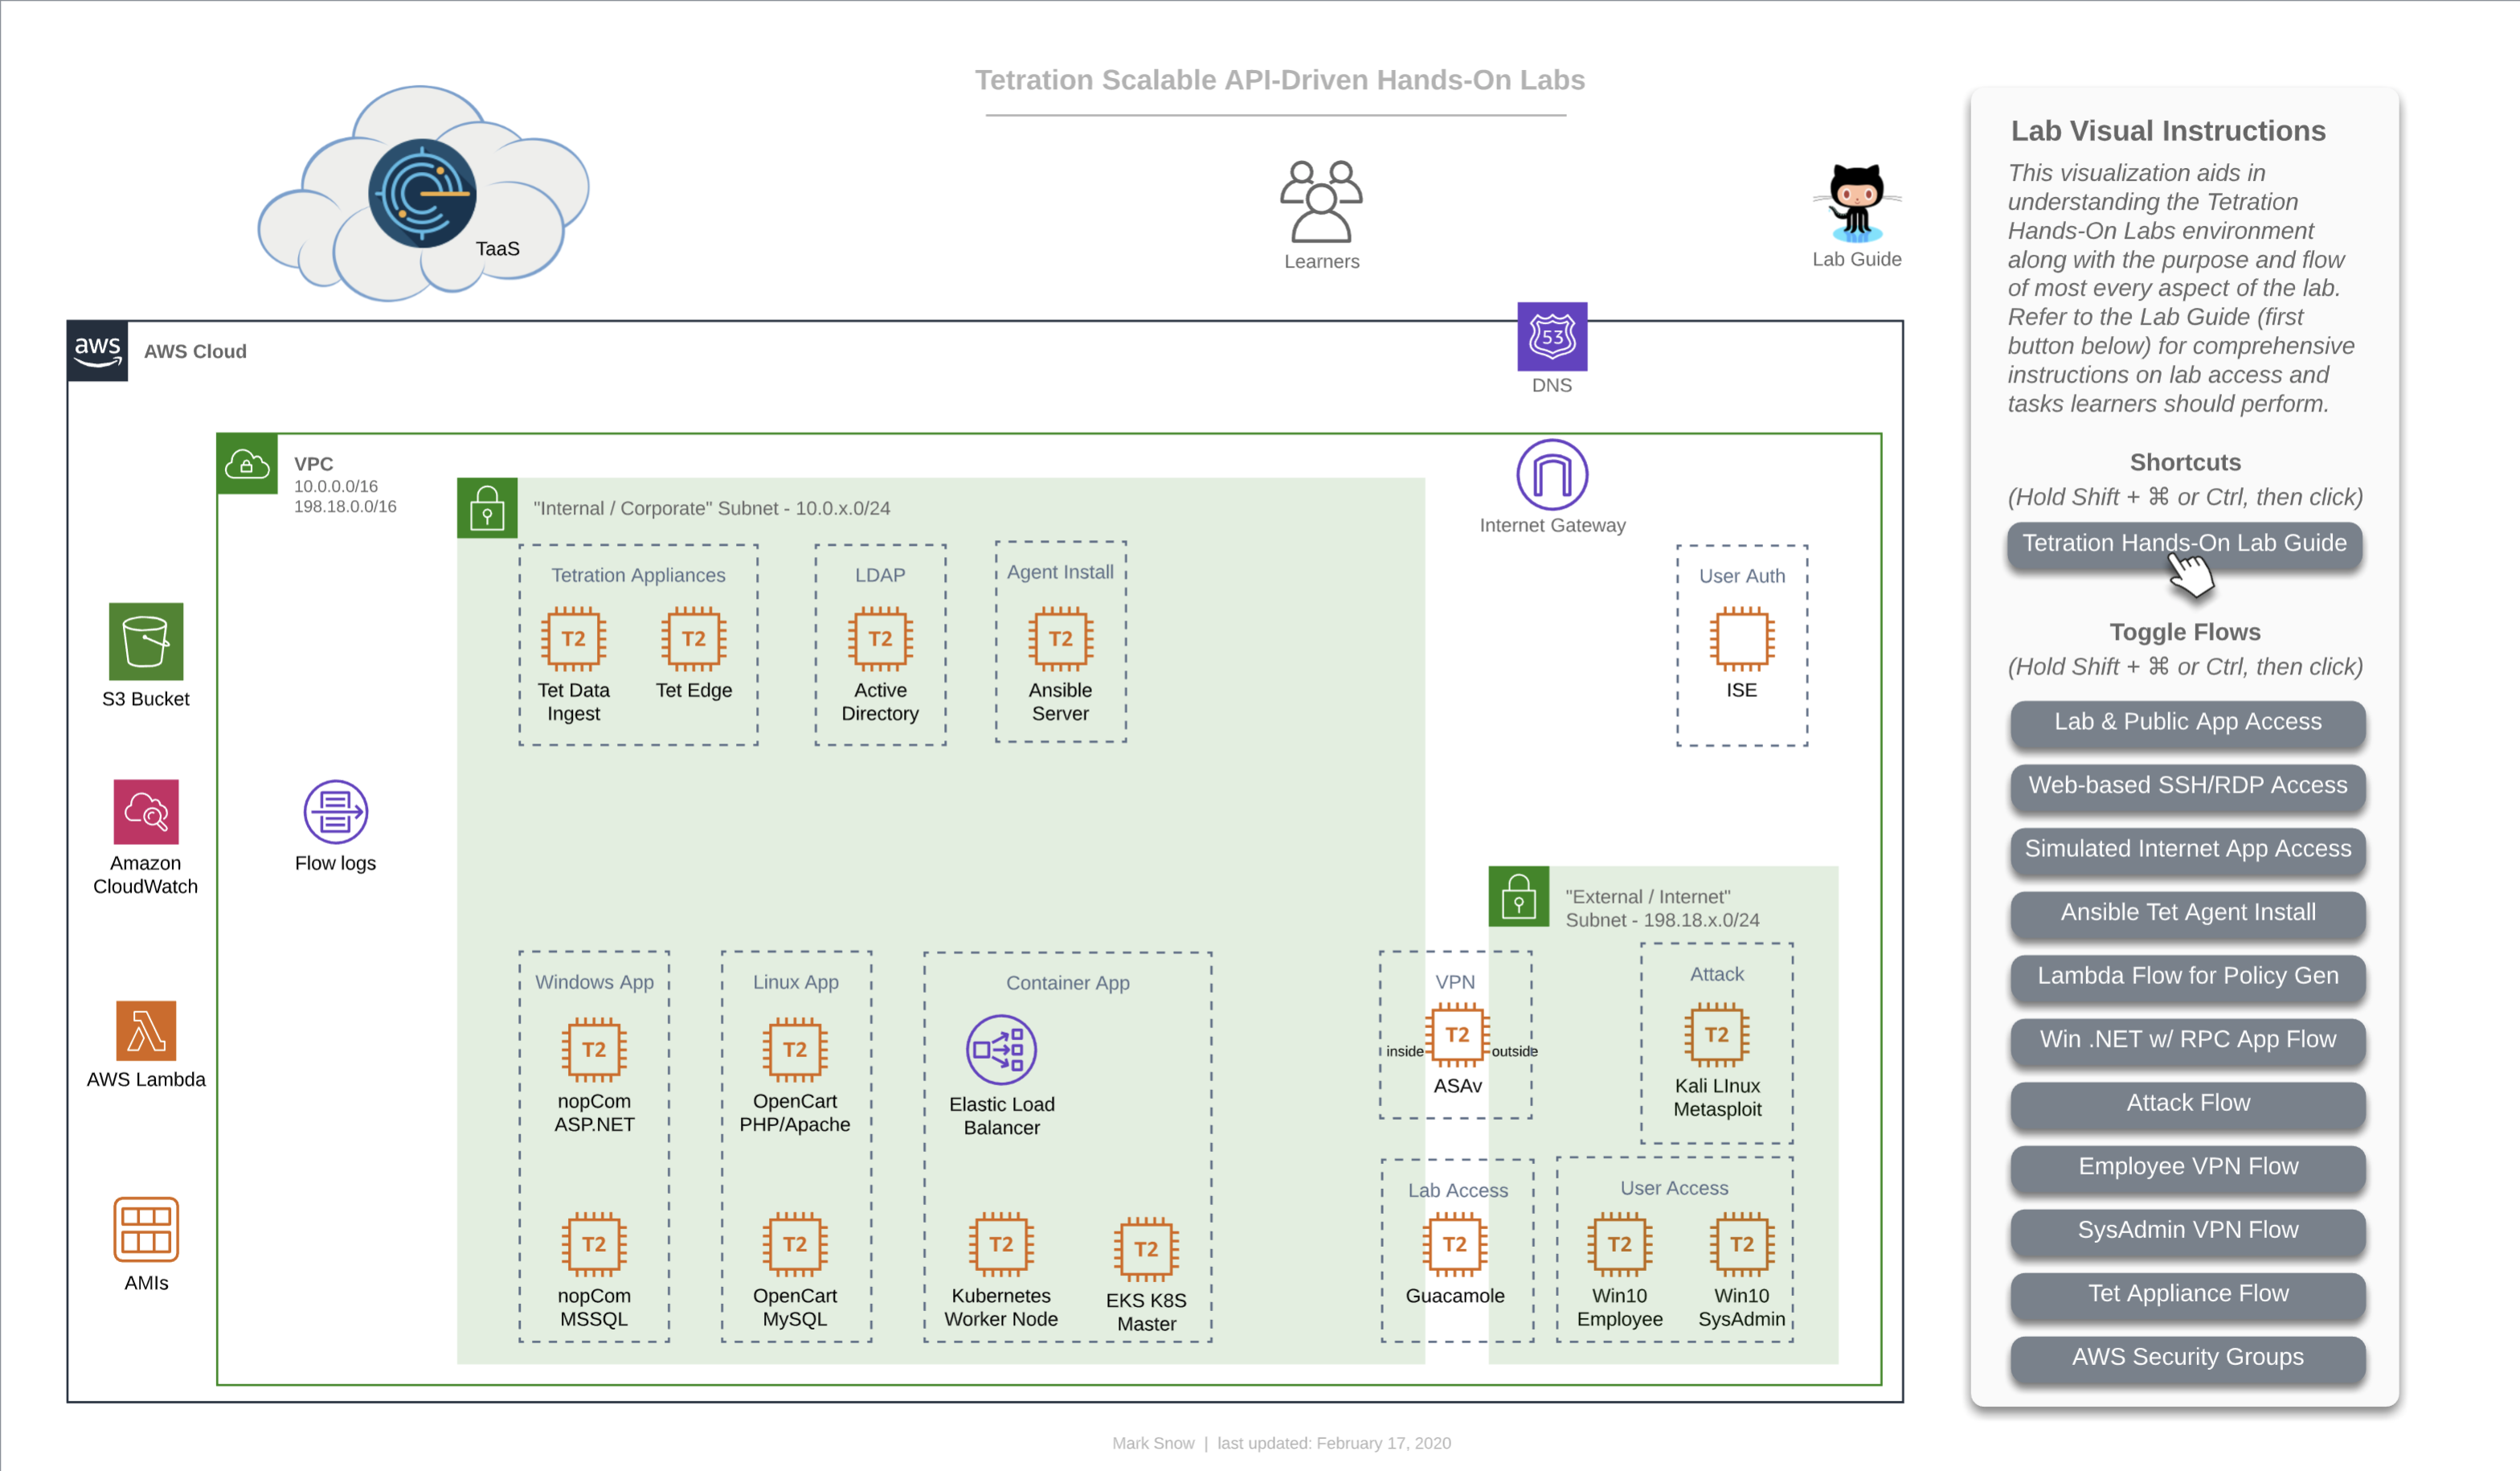 Tetration Scalable API-Driven Hands-On Labs
TaaS
Learners
Lab Guide
aws
AWS Cloud
53
DNS
VPC
10.0.0.0/16
198.18.0.0/16
"Internal / Corporate" Subnet - 10.0.x.0/24
Internet Gateway
Tetration Appliances
T2
Tet Data
Ingest
T2
Tet Edge
LDAP
T2
Active
Directory
Agent Install
T2
Ansible
Server
User Auth
ISE
S3 Bucket
Amazon
CloudWatch
Flow logs
AWS Lambda
AMIs
"External / Internet"
Subnet - 198.18.x.0/24
Windows App
T2
nopCom
ASP.NET
T2
nopCom
MSSQL
Linux App
T2
OpenCart
PHP/Apache
T2
OpenCart
MySQL
Container App
Elastic Load
Balancer
T2
Kubernetes
Worker Node
T2
EKS K8S
Master
VPN
inside
T2
outside
ASAv
Attack
T2
Kali LInux
Metasploit
Lab Access
T2
Guacamole
User Access
T2
Win10
Employee
T2
Win10
SysAdmin
Lab Visual Instructions
This visualization aids in
understanding the Tetration
Hands-On Labs environment
along with the purpose and flow
of most every aspect of the lab.
Refer to the Lab Guide (first
button below) for comprehensive
instructions on lab access and
tasks learners should perform.
Shortcuts
(Hold Shift + ⌘ or Ctrl, then click)
Tetration Hands-On Lab Guide
Toggle Flows
(Hold Shift + ⌘ or Ctrl, then click)
Lab & Public App Access
Web-based SSH/RDP Access
Simulated Internet App Access
Ansible Tet Agent Install
Lambda Flow for Policy Gen
Win .NET w/ RPC App Flow
Attack Flow
Employee VPN Flow
SysAdmin VPN Flow
Tet Appliance Flow
AWS Security Groups
Mark Snow | last updated: February 17, 2020